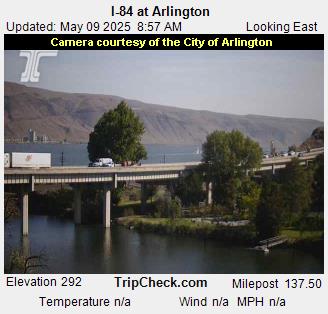 I-84 at Arlington
Updated: May 09 2025 8:57 AM Looking East
Camera courtesy of the City of Arlington
Elevation 292 TripCheck.com Milepost 137.50
Temperature n/a Wind n/a MPH n/a